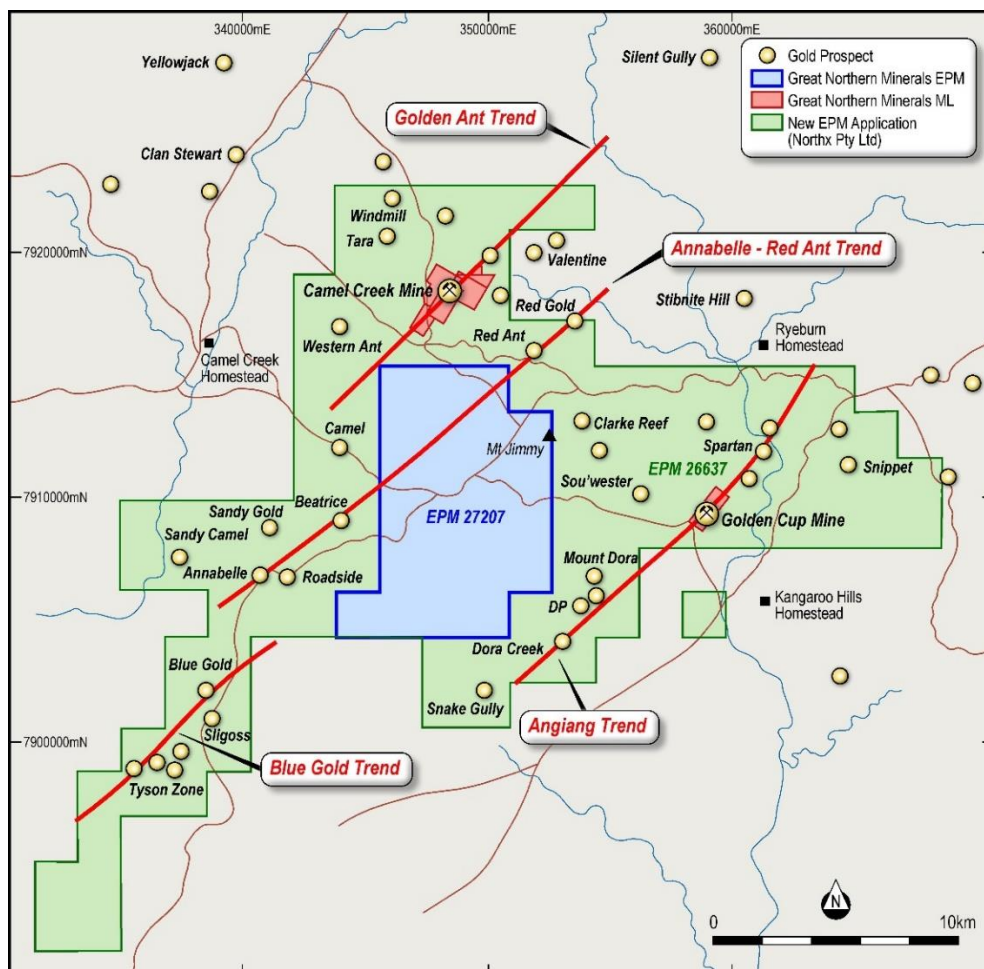 340000mE
350000mE
360000mE
Yellowjack
Silent Gully
Gold Prospect
Great Northern Minerals EPM
Great Northern Minerals ML
New EPM Application
(Northx Pty Ltd)
Golden Ant Trend
Clan Stewart
Windmill
Tara
7920000mN
Valentine
Annabelle - Red Ant Trend
Camel Creek Mine
Stibnite Hill
Red Gold
Red Ant
Western Ant
Camel Creek
Homestead
Ryeburn
Homestead
Camel
Clarke Reef
Mt Jimmy
Spartan
EPM 26637
Snippet
Sou'wester
7910000mN
Beatrice
Sandy Gold
EPM 27207
Golden Cup Mine
Sandy Camel
Mount Dora
Annabelle
Roadside
DP
Kangaroo Hills
Homestead
Dora Creek
Blue Gold
Snake Gully
Sligoss
Angiang Trend
7900000mN
Blue Gold Trend
Tyson Zone
N
0
10km